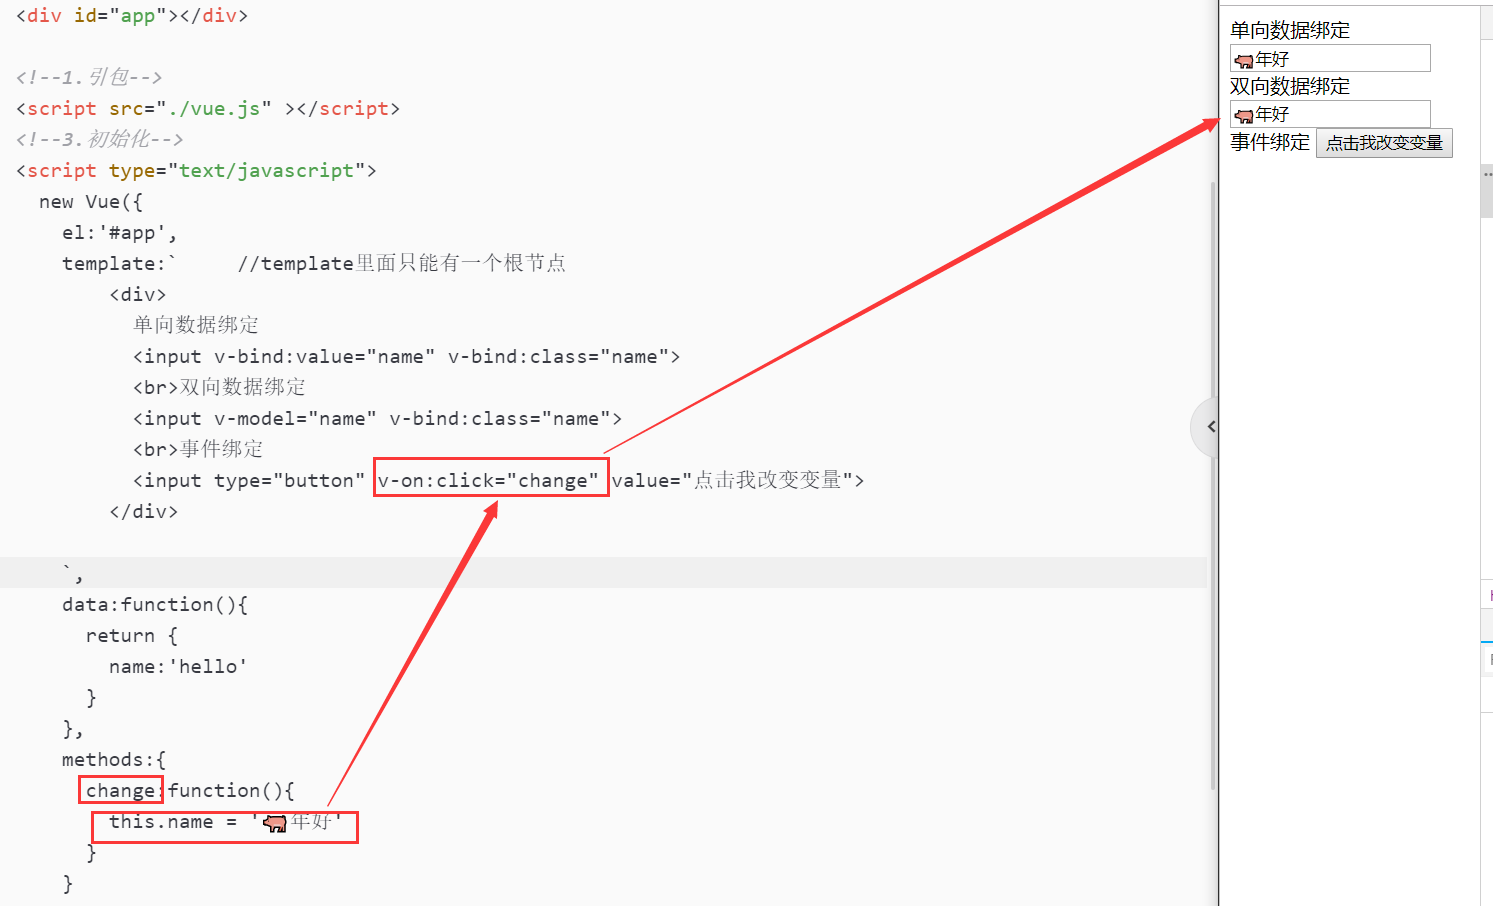 <div id="app"></div>
<!--1.引包-->
<script src="./vue.js" ></script>
<!--3.初始化-->
<script type="text/javascript">
new Vue({
el:'#app',
template:` //template里面只能有一个根节点
<div>
单向数据绑定
<input v-bind:value="name" v-bind:class="name">
<br>双向数据绑定
<input v-model="name" v-bind:class="name">
<br>事件绑定
<input type="button" v-on:click="change" value="点击我改变变量">
</div>
`,
data:function(){
return {
name:'hello'
}
},
methods:{
change:function(){
this.name = '🐖年好'
}
}
单向数据绑定
🐖年好
双向数据绑定
🐖年好
事件绑定 点击我改变变量